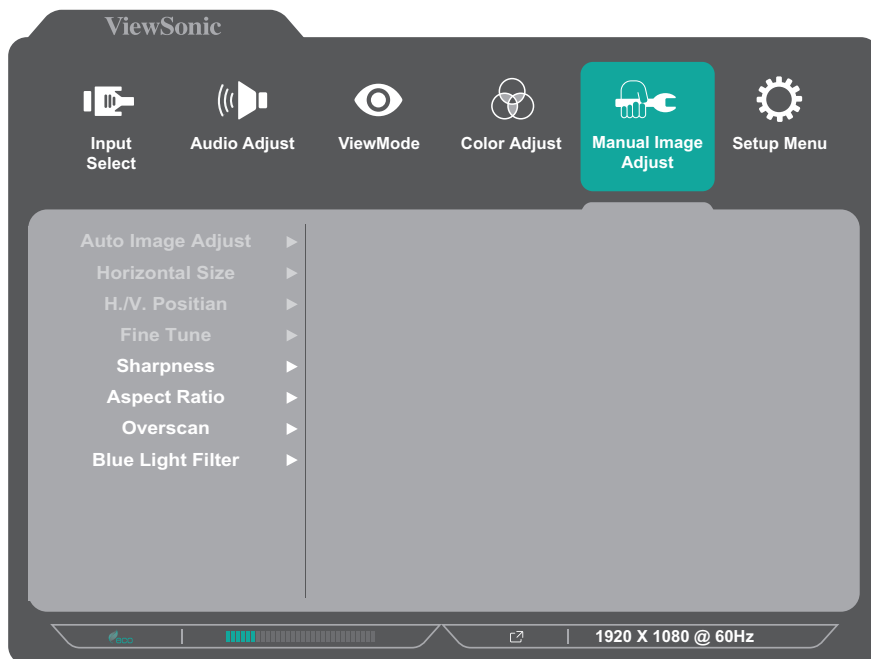 ViewSonic
Input
Select
Audio Adjust
ViewMode
Color Adjust
Manual Image
Adjust
Setup Menu
Auto Image Adjust
Horizontal Size
H./V. Positian
Fine Tune
Sharpness
Aspect Ratio
Overscan
Blue Light Filter
eco
1920 X 1080 @ 60Hz